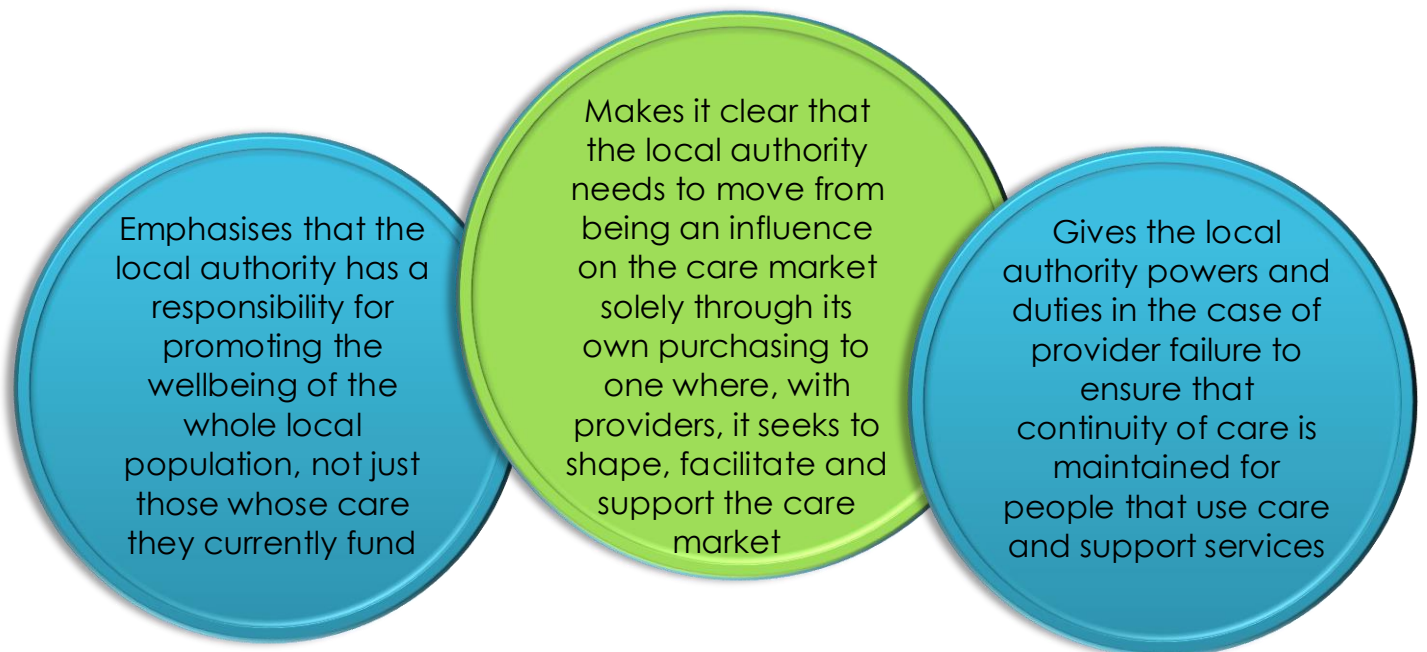 Emphasises that the
local authority has a
responsibility for
promoting the
wellbeing of the
whole local
population, not just
those whose care
they currently fund
Makes it clear that
the local authority
needs to move from
being an influence
on the care market
solely through its
own purchasing to
one where, with
providers, it seeks to
shape, facilitate and
support the care
market
Gives the local
authority powers and
duties in the case of
provider failure to
ensure that
continuity of care is
maintained for
people that use care
and support services